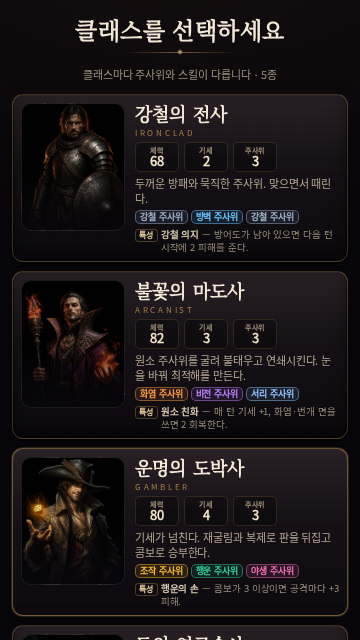 클래스를 선택하세요
클래스마다 주사위와 스킬이 다릅니다 · 5종
강철의 전사
IRONCLAD
체력 기세 주사위
68 2 3
두꺼운 방패와 묵직한 주사위. 맞으면서 때린
다.
강철 주사위 방벽 주사위 강철 주사위
특성 강철 의지 — 방어도가 남아 있으면 다음 턴
시작에 2 피해를 준다.
불꽃의 마도사
ARCANIST
체력 기세 주사위
82 3 3
원소 주사위를 굴려 불태우고 연쇄시킨다. 눈
을 바꿔 최적해를 만든다.
화염 주사위 비전 주사위 서리 주사위
특성 원소 친화 — 매 턴 기세 +1, 화염·번개 면을
쓰면 2 회복한다.
운명의 도박사
GAMBLER
체력 기세 주사위
80 4 3
기세가 넘친다. 재굴림과 복제로 판을 뒤집고
콤보로 승부한다.
조작 주사위 행운 주사위 야생 주사위
특성 행운의 손 — 콤보가 3 이상이면 공격마다 +3
피해.